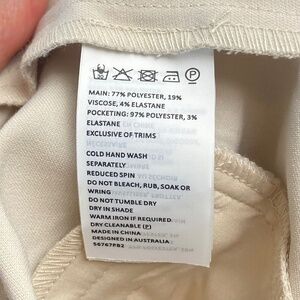 MAIN: 77% POLYESTER, 19%
VISCOSE, 4% ELASTANE
POCKETING: 97% POLYESTER, 3%
ELASTANE
EXCLUSIVE OF TRIMS
COLD HAND WASH
SEPARATELY
REDUCED SPIN
DO NOT BLEACH, RUB, SOAK OR
WRING
DO NOT TUMBLE DRY
DRY IN SHADE
WARM IRON IF REQUIRED
DRY CLEANABLE (P)
MADE IN CHINA
DESIGNED IN AUSTRALIA
56767PB2